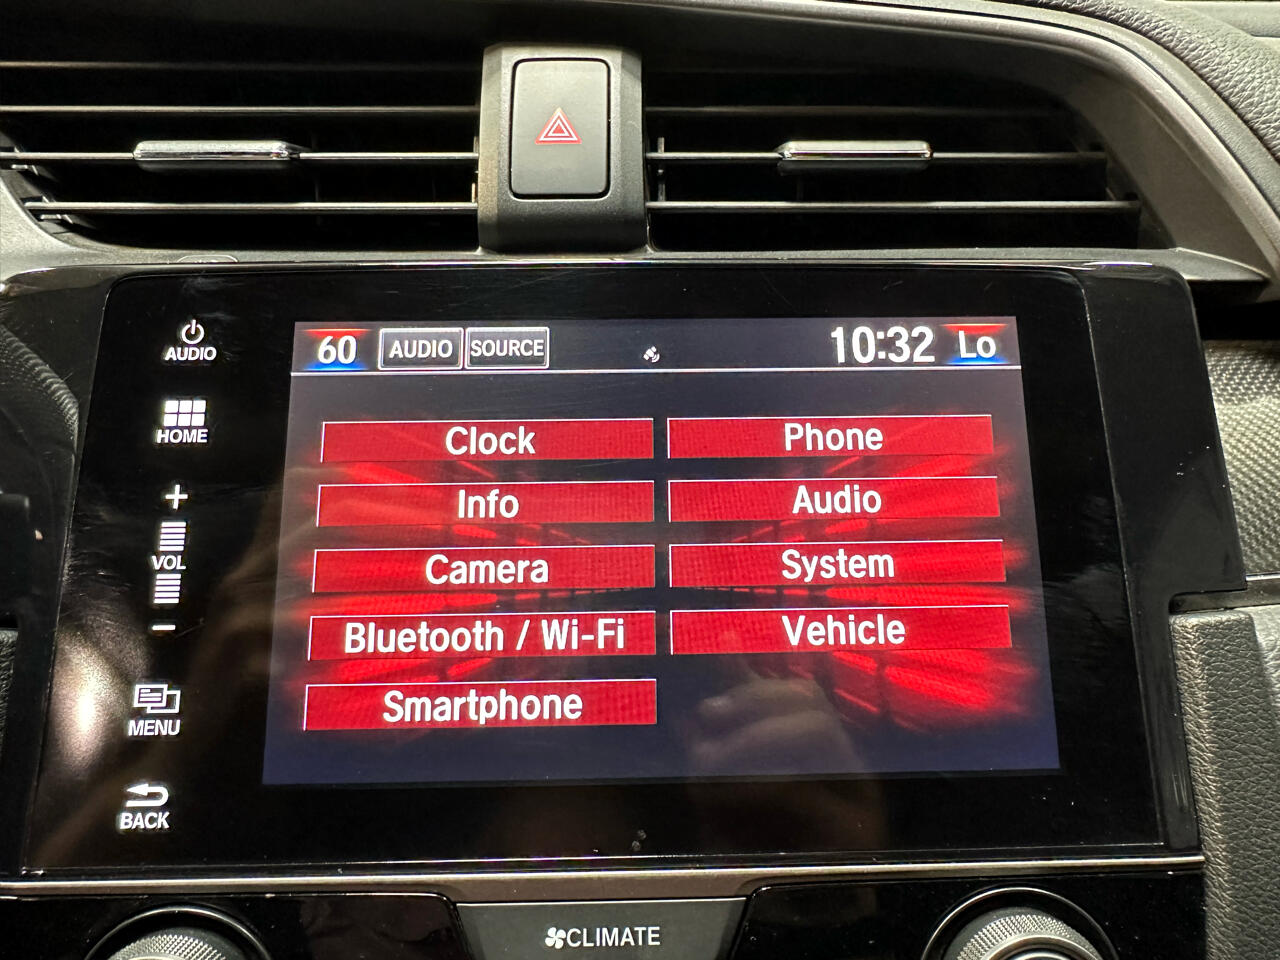 AUDIO
HOME
+
VOL
−
MENU
BACK
60 AUDIO SOURCE 10:32 Lo
Clock Phone
Info Audio
Camera System
Bluetooth / Wi-Fi Vehicle
Smartphone
CLIMATE